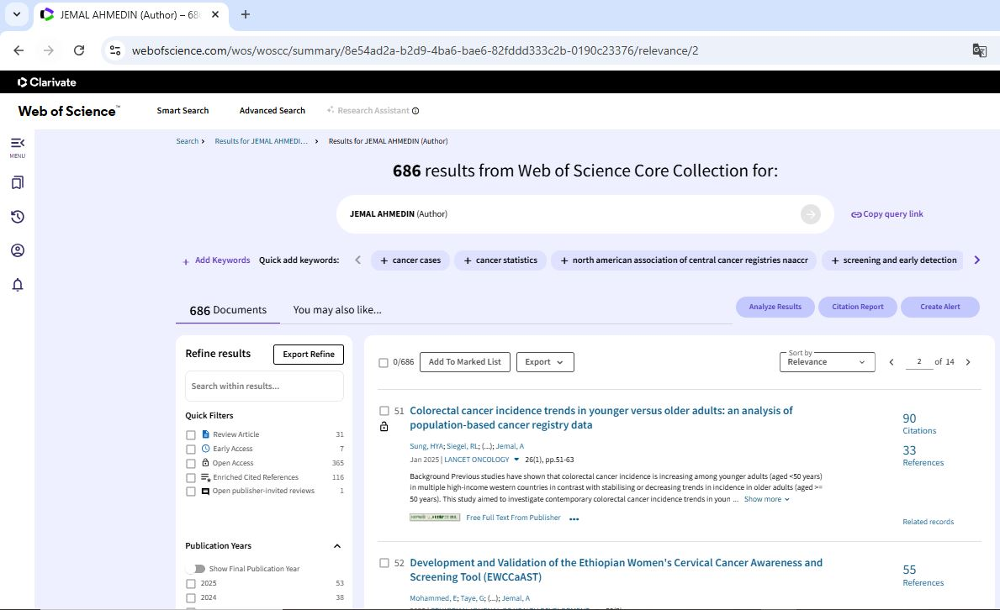 JEMAL AHMEDIN (Author) – 686
webofscience.com/wos/woscc/summary/8e54ad2a-b2d9-4ba6-bae6-82fddd333c2b-0190c23376/relevance/2
Clarivate
Web of Science™
Smart Search
Advanced Search
Research Assistant
MENU
Search
Results for JEMAL AHMEDI...
Results for JEMAL AHMEDIN (Author)
686 results from Web of Science Core Collection for:
JEMAL AHMEDIN (Author)
Copy query link
Add Keywords
Quick add keywords:
+ cancer cases
+ cancer statistics
+ north american association of central cancer registries naaccr
+ screening and early detection
686 Documents
You may also like...
Analyze Results
Citation Report
Create Alert
Refine results
Export Refine
Search within results...
Quick Filters
Review Article 31
Early Access 7
Open Access 365
Enriched Cited References 116
Open publisher-invited reviews 1
Publication Years
Show Final Publication Year
2025 53
2024 38
0/686
Add To Marked List
Export
Sort by
Relevance
2 of 14
51
Colorectal cancer incidence trends in younger versus older adults: an analysis of
population-based cancer registry data
Sung, HYA; Siegel, RL; (...); Jemal, A
Jan 2025 | LANCET ONCOLOGY 26(1), pp.51-63
Background Previous studies have shown that colorectal cancer incidence is increasing among younger adults (aged <50 years)
in multiple high-income western countries in contrast with stabilising or decreasing trends in incidence in older adults (aged >=
50 years). This study aimed to investigate contemporary colorectal cancer incidence trends in youn ... Show more
Free Full Text From Publisher
90
Citations
33
References
Related records
52
Development and Validation of the Ethiopian Women's Cervical Cancer Awareness and
Screening Tool (EWCCaAST)
Mohammed, E; Taye, G; (...); Jemal, A
55
References